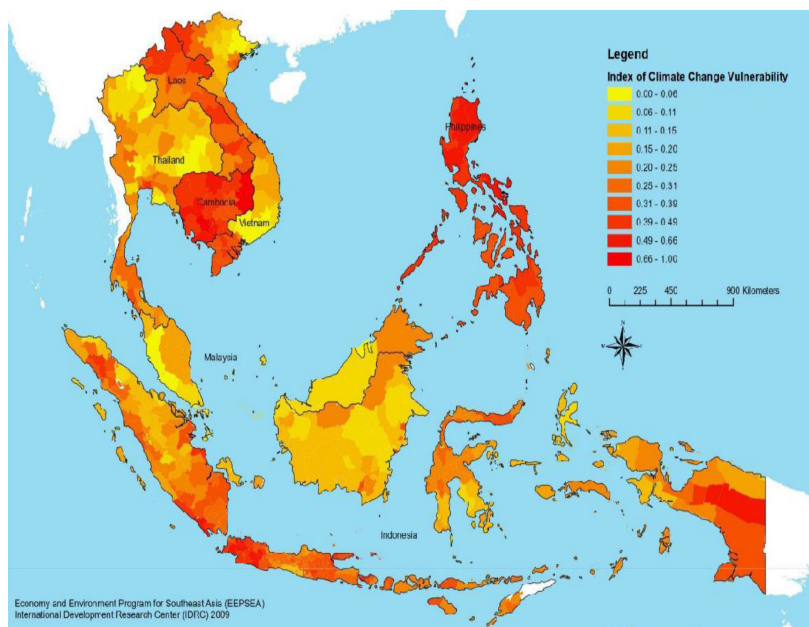 Legend
Index of Climate Change Vulnerability
0.00 - 0.06
0.06 - 0.11
0.11 - 0.15
0.15 - 0.20
0.20 - 0.25
0.25 - 0.31
0.31 - 0.39
0.39 - 0.49
0.49 - 0.66
0.66 - 1.00
0 225 450 900 Kilometers
Laos
Philippines
Thailand
Cambodia
Vietnam
Malaysia
Indonesia
Economy and Environment Program for Southeast Asia (EEPSEA)
International Development Research Center (IDRC) 2009